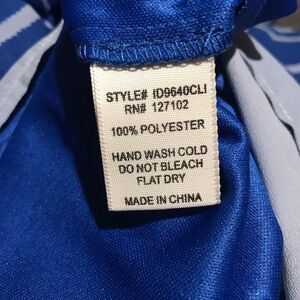 STYLE# ID9640CLI
RN# 127102
100% POLYESTER
HAND WASH COLD
DO NOT BLEACH
FLAT DRY
MADE IN CHINA